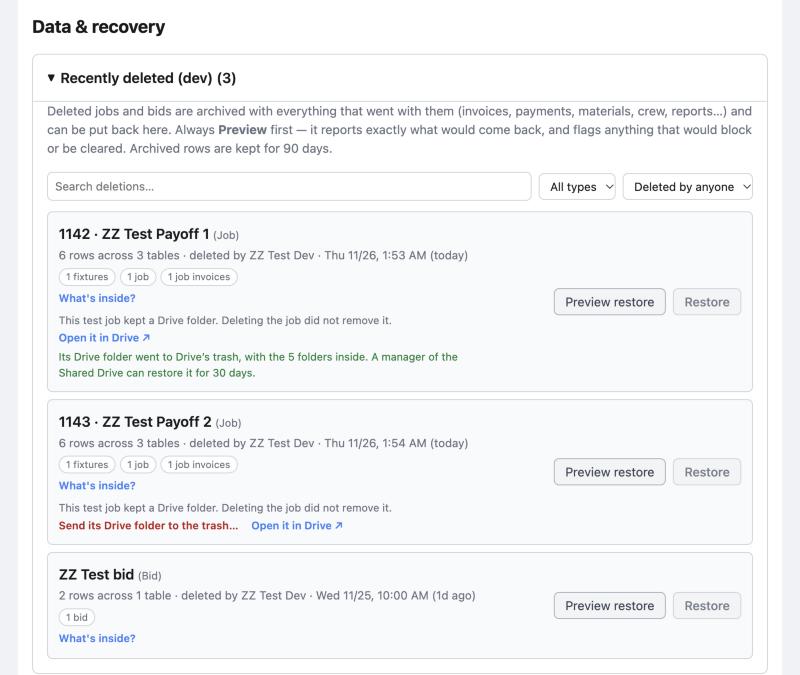 Data & recovery
▼ Recently deleted (dev) (3)
Deleted jobs and bids are archived with everything that went with them (invoices, payments, materials, crew, reports...) and
can be put back here. Always Preview first — it reports exactly what would come back, and flags anything that would block
or be cleared. Archived rows are kept for 90 days.
Search deletions...
All types
Deleted by anyone
1142 · ZZ Test Payoff 1 (Job)
6 rows across 3 tables · deleted by ZZ Test Dev · Thu 11/26, 1:53 AM (today)
1 fixtures
1 job
1 job invoices
What's inside?
Preview restore
Restore
This test job kept a Drive folder. Deleting the job did not remove it.
Open it in Drive ↗
Its Drive folder went to Drive's trash, with the 5 folders inside. A manager of the
Shared Drive can restore it for 30 days.
1143 · ZZ Test Payoff 2 (Job)
6 rows across 3 tables · deleted by ZZ Test Dev · Thu 11/26, 1:54 AM (today)
1 fixtures
1 job
1 job invoices
What's inside?
Preview restore
Restore
This test job kept a Drive folder. Deleting the job did not remove it.
Send its Drive folder to the trash...
Open it in Drive ↗
ZZ Test bid (Bid)
2 rows across 1 table · deleted by ZZ Test Dev · Wed 11/25, 10:00 AM (1d ago)
1 bid
What's inside?
Preview restore
Restore